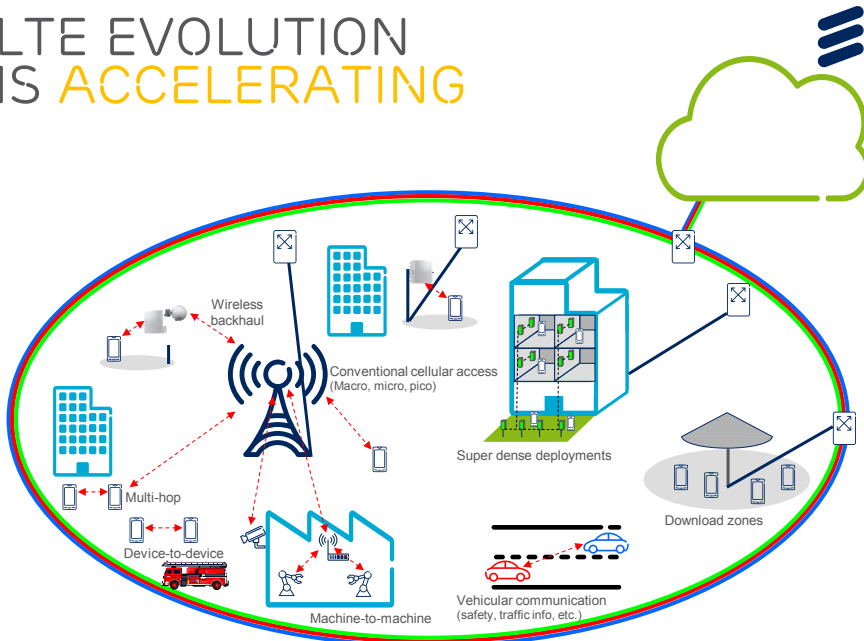 LTE EVOLUTION
IS ACCELERATING
Wireless
backhaul
Conventional cellular access
(Macro, micro, pico)
Super dense deployments
Multi-hop
Download zones
Device-to-device
Machine-to-machine
Vehicular communication
(safety, traffic info, etc.)